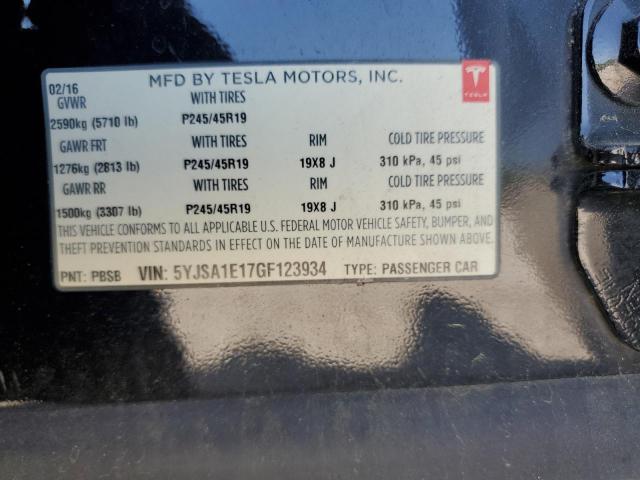 02/16 MFD BY TESLA MOTORS, INC.
GVWR WITH TIRES
2590kg (5710 lb) P245/45R19
GAWR FRT WITH TIRES RIM COLD TIRE PRESSURE
1276kg (2813 lb) P245/45R19 19X8 J 310 kPa, 45 psi
GAWR RR WITH TIRES RIM COLD TIRE PRESSURE
1500kg (3307 lb) P245/45R19 19X8 J 310 kPa, 45 psi
THIS VEHICLE CONFORMS TO ALL APPLICABLE U.S. FEDERAL MOTOR VEHICLE SAFETY, BUMPER, AND
THEFT PREVENTION STANDARDS IN EFFECT ON THE DATE OF MANUFACTURE SHOWN ABOVE.
PNT: PBSB VIN: 5YJSA1E17GF123934 TYPE: PASSENGER CAR
TESLA